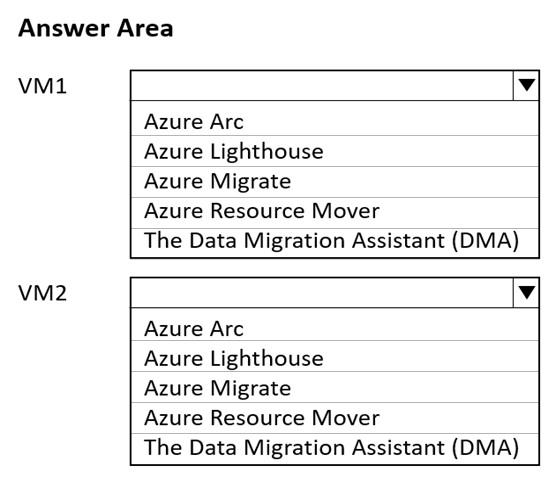 Answer Area
VM1
Azure Arc
Azure Lighthouse
Azure Migrate
Azure Resource Mover
The Data Migration Assistant (DMA)
VM2
Azure Arc
Azure Lighthouse
Azure Migrate
Azure Resource Mover
The Data Migration Assistant (DMA)